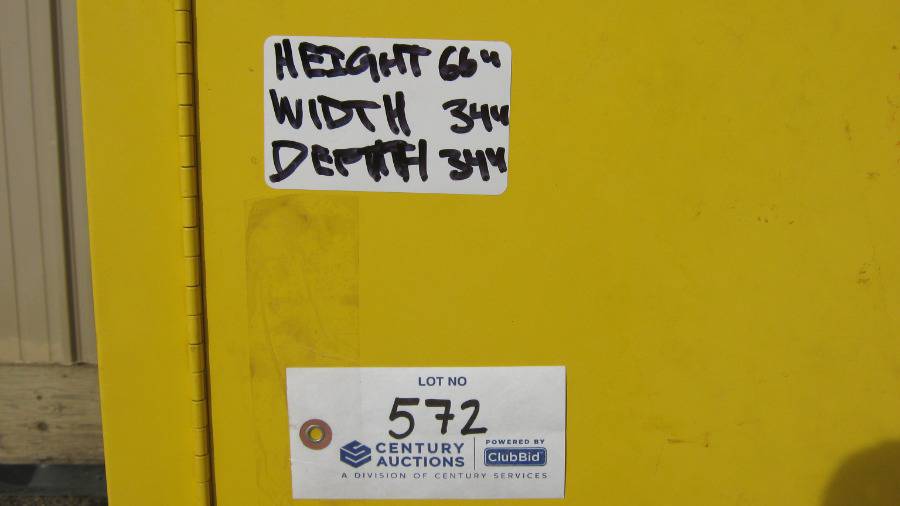 HEIGHT 66"
WIDTH 34"
DEPTH 34"
LOT NO
572
CENTURY AUCTIONS
POWERED BY
ClubBid
A DIVISION OF CENTURY SERVICES